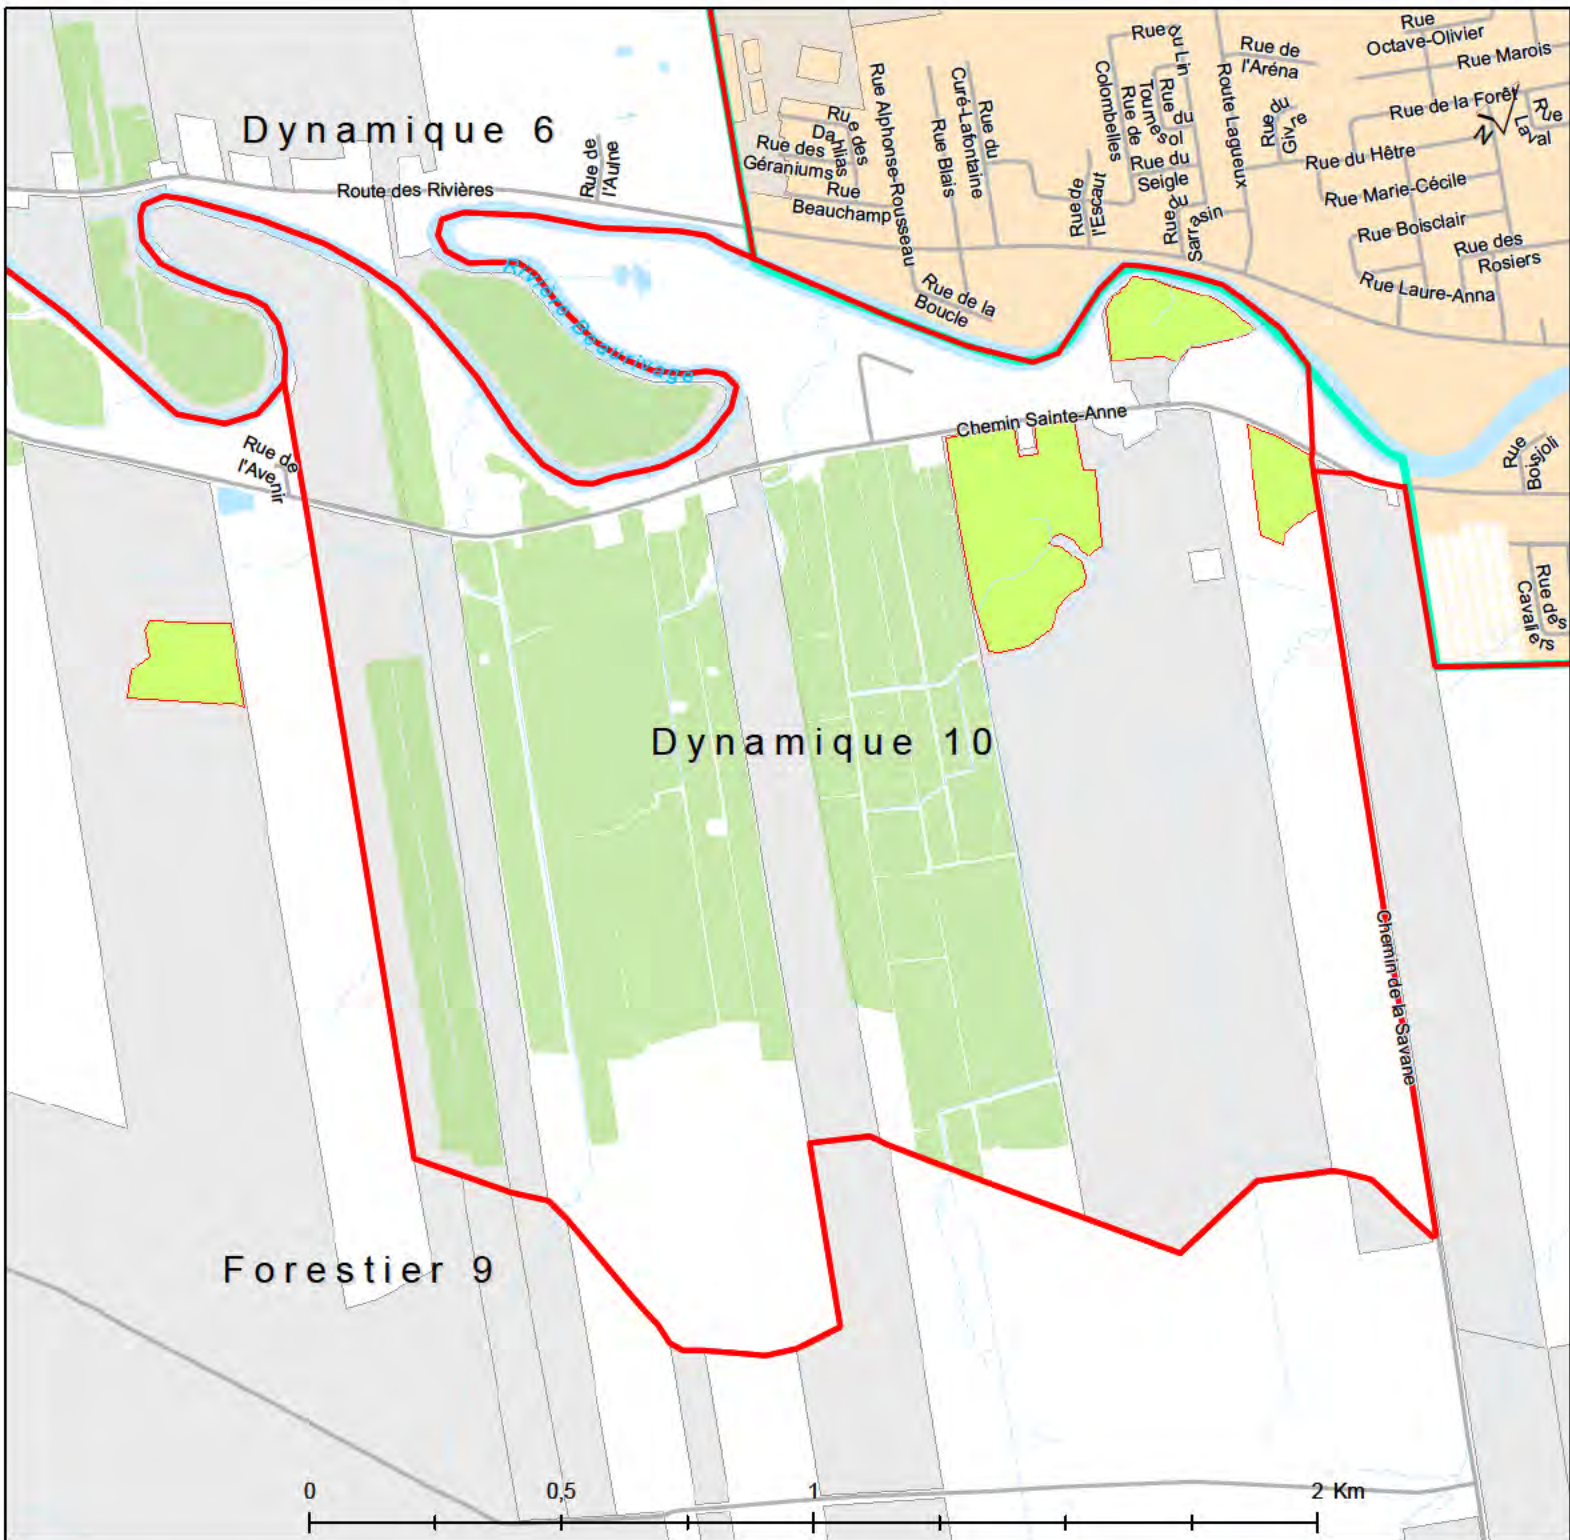 Dynamique 6
Route des Rivières
Rue de
l'Aulne
Rue des
Dahlias
Rue des
Géraniums
Rue
Beauchamp
Rue Alphonse-Rousseau
Rue Blais
Rue du
Curé-Lafontaine
Rue de la
Boucle
Rue du Lin
Rue de
Colombelles
Rue du
Tournesol
Rue du
Seigle
Rue du
Sarrasin
Rue de
l'Escaut
Route Lagueux
Rue de
l'Aréna
Rue du
Givre
Rue
Octave-Olivier
Rue Marois
Rue de la Forêt
N
Rue
Laval
Rue du Hêtre
Rue Marie-Cécile
Rue Boisclair
Rue des
Rosiers
Rue Laure-Anna
Rivière Beaurivage
Chemin Sainte-Anne
Rue de
l'Avenir
Rue
Boisjoli
Rue des
Cavaliers
Dynamique 10
Chemin de la Savane
Forestier 9
0 0,5 1 2 Km